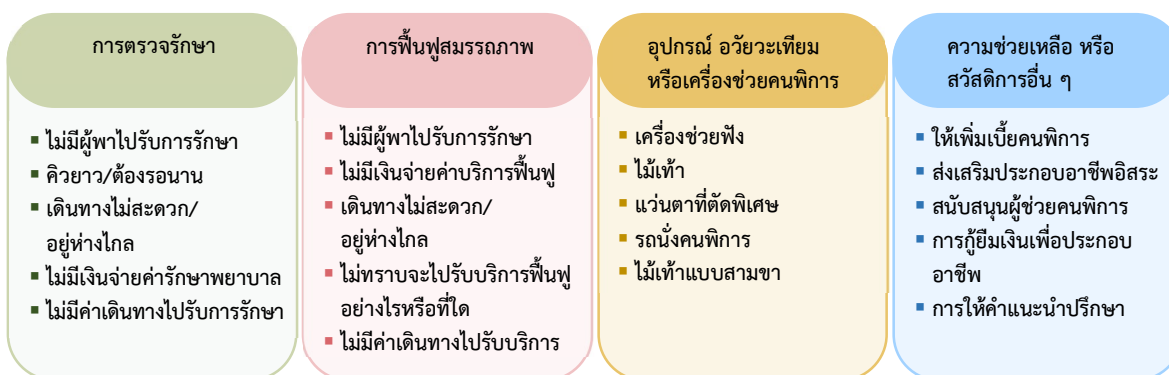 การตรวจรักษา
▪ ไม่มีผู้พาไปรับการรักษา
▪ คิวยาว/ต้องรอนาน
▪ เดินทางไม่สะดวก/
อยู่ห่างไกล
▪ ไม่มีเงินจ่ายค่ารักษาพยาบาล
▪ ไม่มีค่าเดินทางไปรับการรักษา
การฟื้นฟูสมรรถภาพ
▪ ไม่มีผู้พาไปรับการรักษา
▪ ไม่มีเงินจ่ายค่าบริการฟื้นฟู
▪ เดินทางไม่สะดวก/
อยู่ห่างไกล
▪ ไม่ทราบจะไปรับบริการฟื้นฟู
อย่างไรหรือที่ใด
▪ ไม่มีค่าเดินทางไปรับบริการ
อุปกรณ์ อวัยวะเทียม
หรือเครื่องช่วยคนพิการ
▪ เครื่องช่วยฟัง
▪ ไม้เท้า
▪ แว่นตาที่ตัดพิเศษ
▪ รถนั่งคนพิการ
▪ ไม้เท้าแบบสามขา
ความช่วยเหลือ หรือ
สวัสดิการอื่น ๆ
▪ ให้เพิ่มเบี้ยคนพิการ
▪ ส่งเสริมประกอบอาชีพอิสระ
▪ สนับสนุนผู้ช่วยคนพิการ
▪ การกู้ยืมเงินเพื่อประกอบ
อาชีพ
▪ การให้คำแนะนำปรึกษา